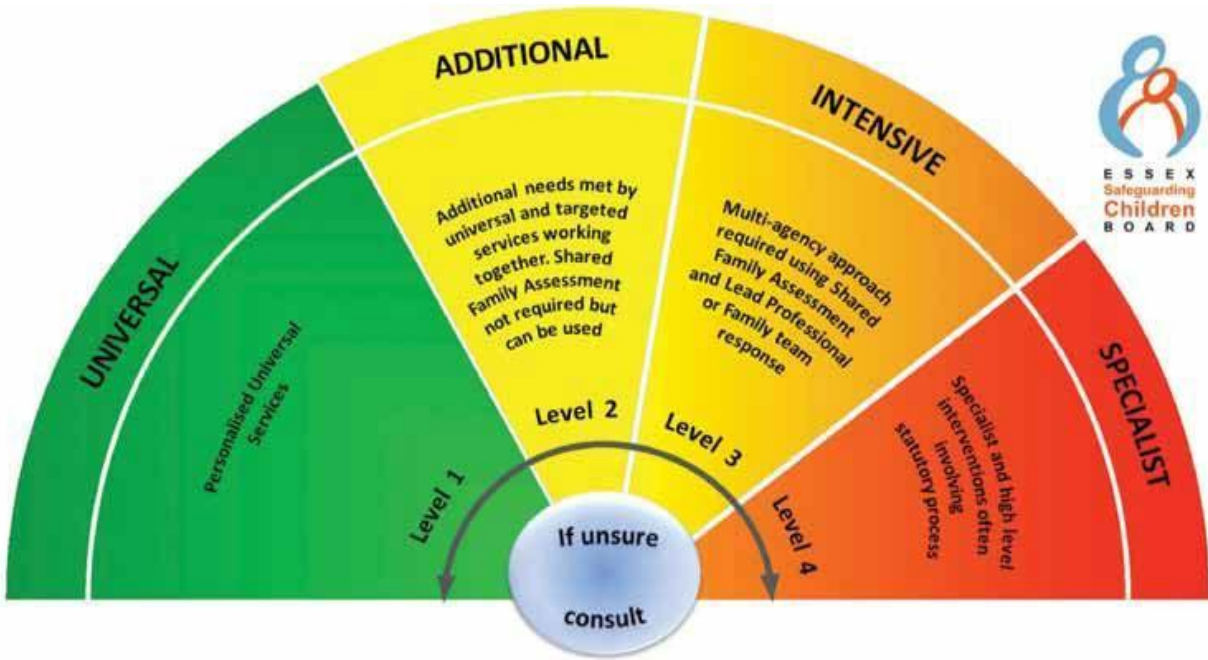 UNIVERSAL
Personalised Universal
Services
Level 1
ADDITIONAL
Additional needs met by
universal and targeted
services working
together. Shared
Family Assessment
not required but
can be used
Level 2
INTENSIVE
Multi-agency approach
required using Shared
Family Assessment
and Lead Professional
or Family team
response
Level 3
SPECIALIST
Specialist and high level
interventions often
involving
statutory process
Level 4
If unsure
consult
ESSEX
Safeguarding
Children
BOARD